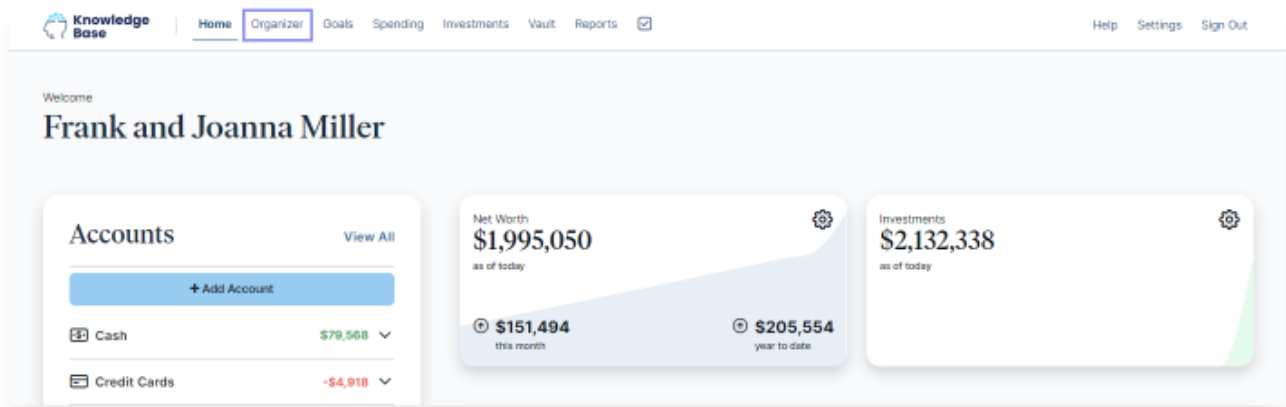 Knowledge
Base
Home Organizer Goals Spending Investments Vault Reports
Help Settings Sign Out
Welcome
Frank and Joanna Miller
Accounts
View All
+ Add Account
Cash $79,568
Credit Cards -$4,918
Net Worth
$1,995,050
as of today
$151,494
this month
$205,554
year to date
Investments
$2,132,338
as of today